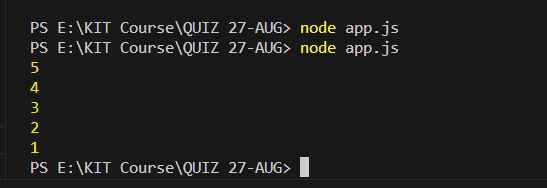 PS E:\KIT Course\QUIZ 27-AUG> node app.js
PS E:\KIT Course\QUIZ 27-AUG> node app.js
5
4
3
2
1
PS E:\KIT Course\QUIZ 27-AUG>